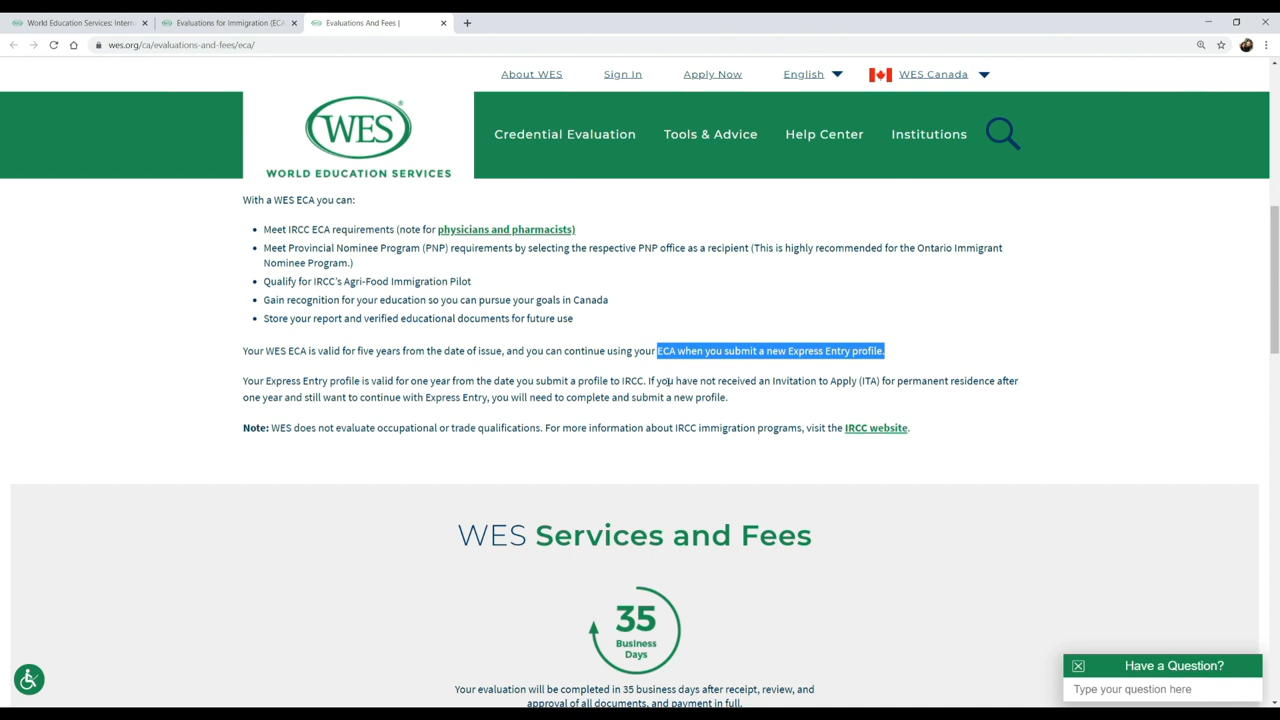 World Education Services: Intern
Evaluations for Immigration (ECA
Evaluations And Fees |
wes.org/ca/evaluations-and-fees/eca/
About WES Sign In Apply Now English WES Canada
WES
WORLD EDUCATION SERVICES
Credential Evaluation Tools & Advice Help Center Institutions
With a WES ECA you can:
• Meet IRCC ECA requirements (note for physicians and pharmacists)
• Meet Provincial Nominee Program (PNP) requirements by selecting the respective PNP office as a recipient (This is highly recommended for the Ontario Immigrant
Nominee Program.)
• Qualify for IRCC's Agri-Food Immigration Pilot
• Gain recognition for your education so you can pursue your goals in Canada
• Store your report and verified educational documents for future use
Your WES ECA is valid for five years from the date of issue, and you can continue using your ECA when you submit a new Express Entry profile.
Your Express Entry profile is valid for one year from the date you submit a profile to IRCC. If you have not received an Invitation to Apply (ITA) for permanent residence after
one year and still want to continue with Express Entry, you will need to complete and submit a new profile.
Note: WES does not evaluate occupational or trade qualifications. For more information about IRCC immigration programs, visit the IRCC website.
WES Services and Fees
35
Business
Days
Your evaluation will be completed in 35 business days after receipt, review, and
approval of all documents, and payment in full.
Have a Question?
Type your question here